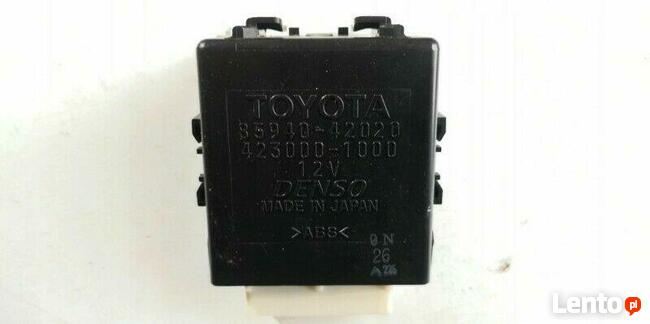 TOYOTA
85940-42020
423000-1000
12V
DENSO
MADE IN JAPAN
>ABS<
0N
26
Lento.pl